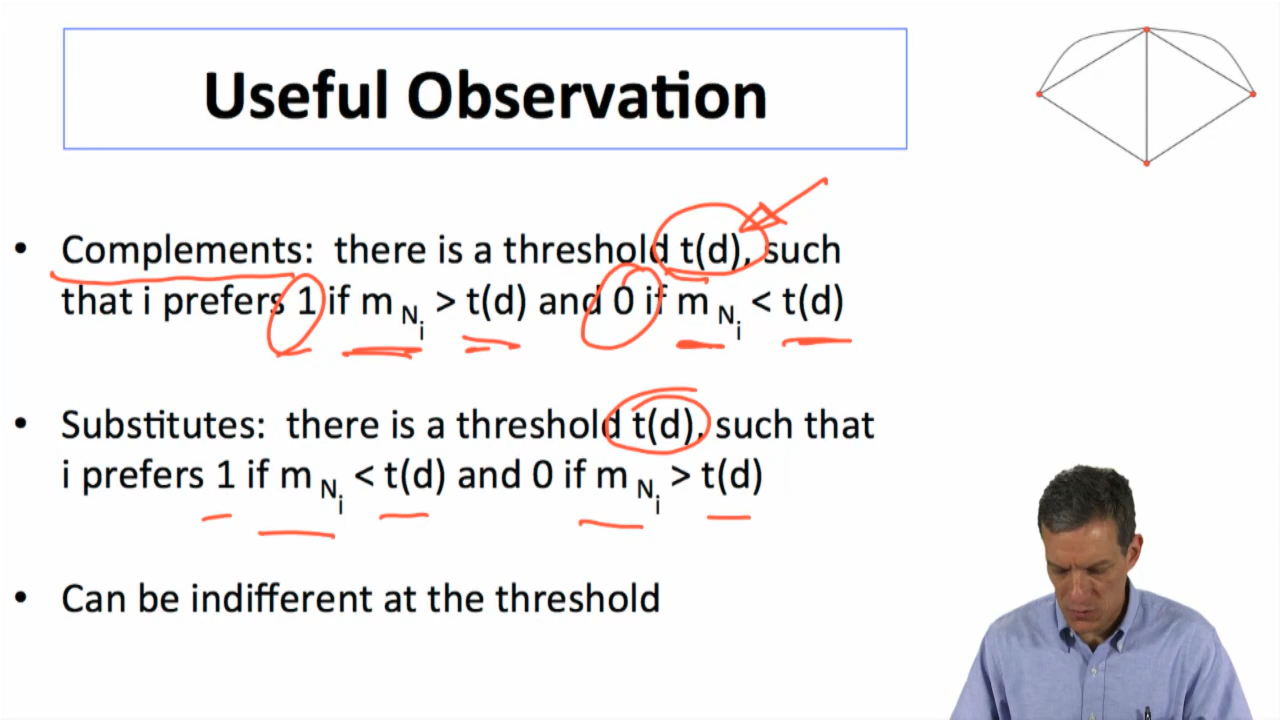 Useful Observation
• Complements: there is a threshold t(d), such
that i prefers 1 if m N i > t(d) and 0 if m N i < t(d)
• Substitutes: there is a threshold t(d), such that
i prefers 1 if m N i < t(d) and 0 if m N i > t(d)
• Can be indifferent at the threshold